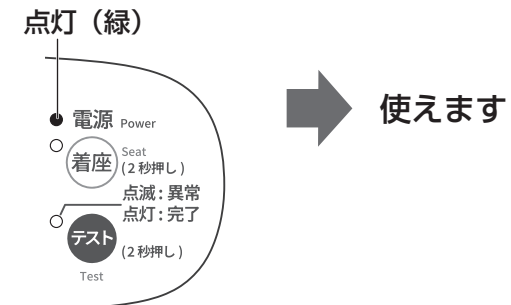 点灯（緑）
電源 Power
着座 Seat
(2 秒押し)
点滅 : 異常
点灯 : 完了
テスト (2 秒押し)
Test
使えます